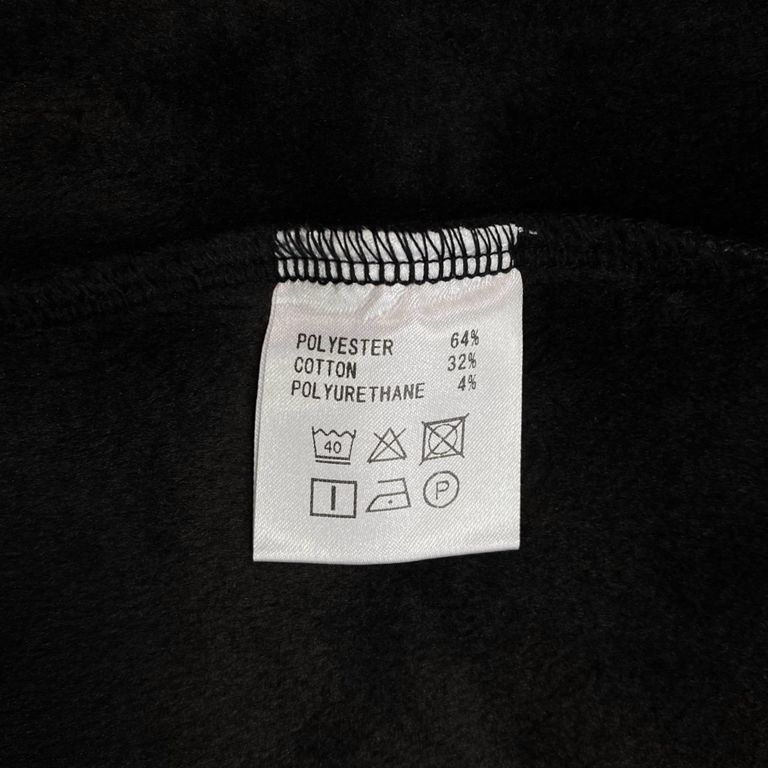 POLYESTER 64%
COTTON 32%
POLYURETHANE 4%
40
P